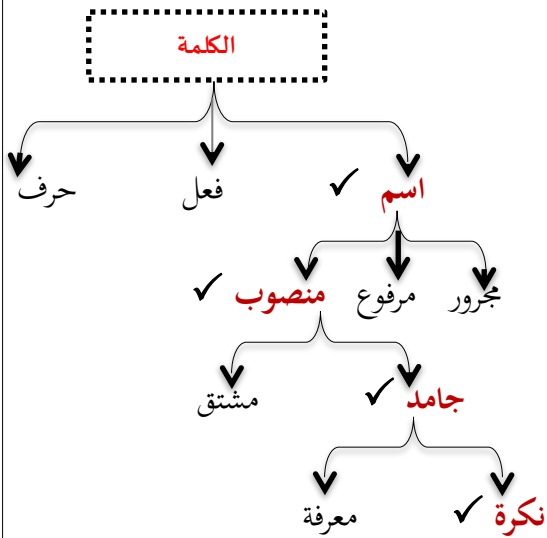 الكلمة
اسم ✓ فعل حرف
مجرور مرفوع منصوب ✓
جامد ✓ مشتق
نكرة ✓ معرفة